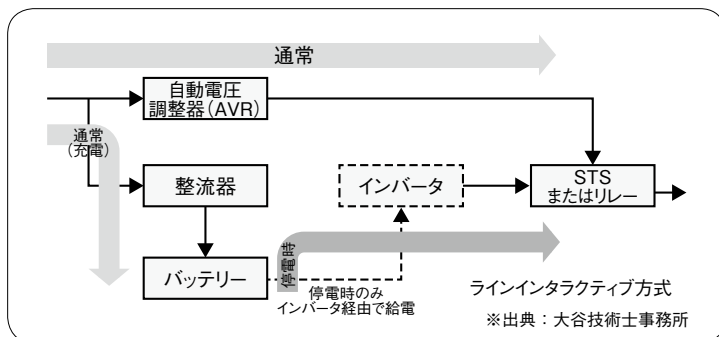 通常
自動電圧
調整器（AVR）
通常
（充電）
整流器
インバータ
STS
またはリレー
バッテリー
停電時
停電時のみ
インバータ経由で給電
ラインインタラクティブ方式
※出典：大谷技術士事務所